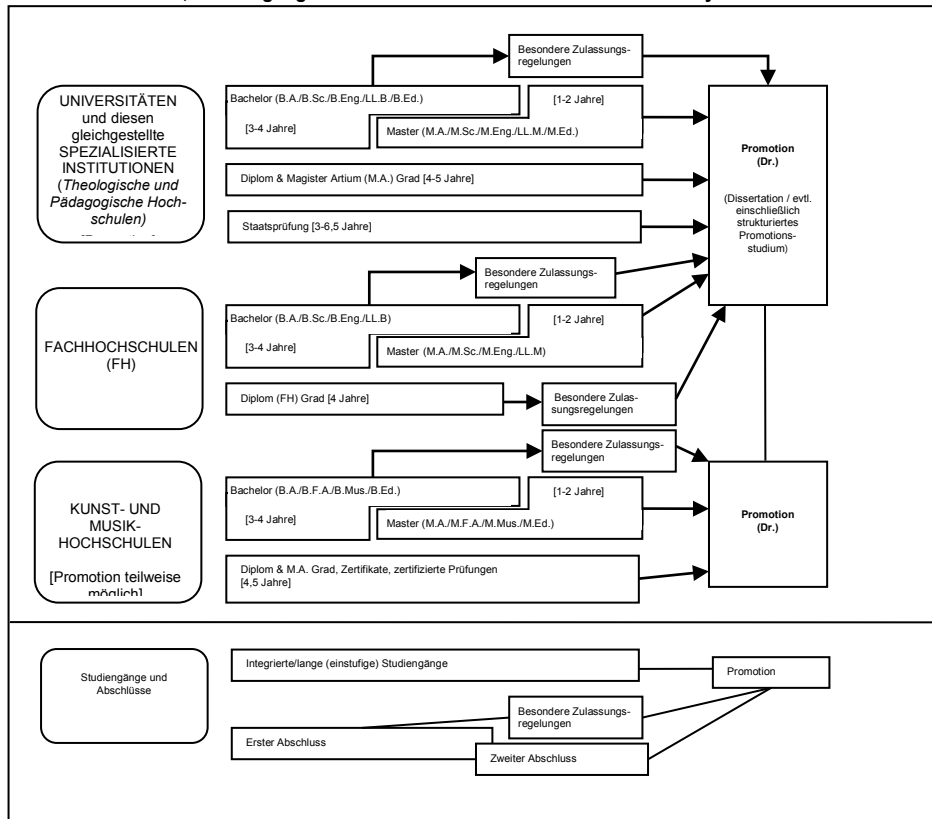 Besondere Zulassungs-
regelungen
UNIVERSITÄTEN
und diesen
gleichgestellte
SPEZIALISIERTE
INSTITUTIONEN
(Theologische und
Pädagogische Hoch-
schulen)
Bachelor (B.A./B.Sc./B.Eng./LL.B./B.Ed.)
[3-4 Jahre]
[1-2 Jahre]
Master (M.A./M.Sc./M.Eng./LL.M./M.Ed.)
Diplom & Magister Artium (M.A.) Grad [4-5 Jahre]
Staatsprüfung [3-6,5 Jahre]
Promotion
(Dr.)
(Dissertation / evtl.
einschließlich
strukturiertes
Promotions-
studium)
Besondere Zulassungs-
regelungen
FACHHOCHSCHULEN
(FH)
Bachelor (B.A./B.Sc./B.Eng./LL.B)
[3-4 Jahre]
[1-2 Jahre]
Master (M.A./M.Sc./M.Eng./LL.M)
Diplom (FH) Grad [4 Jahre]
Besondere Zulas-
sungsregelungen
Besondere Zulassungs-
regelungen
KUNST- UND
MUSIK-
HOCHSCHULEN
[Promotion teilweise
möglich]
Bachelor (B.A./B.F.A./B.Mus./B.Ed.)
[3-4 Jahre]
[1-2 Jahre]
Master (M.A./M.F.A./M.Mus./M.Ed.)
Diplom & M.A. Grad, Zertifikate, zertifizierte Prüfungen
[4,5 Jahre]
Promotion
(Dr.)
Studiengänge und
Abschlüsse
Integrierte/lange (einstufige) Studiengänge
Promotion
Besondere Zulassungs-
regelungen
Erster Abschluss
Zweiter Abschluss